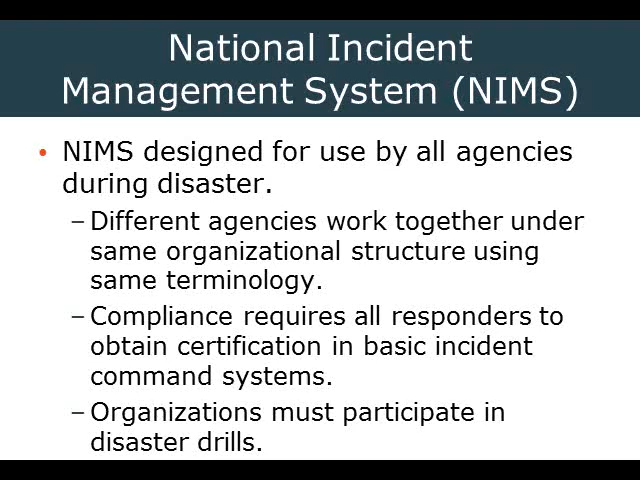 National Incident
Management System (NIMS)
• NIMS designed for use by all agencies
during disaster.
– Different agencies work together under
same organizational structure using
same terminology.
– Compliance requires all responders to
obtain certification in basic incident
command systems.
– Organizations must participate in
disaster drills.